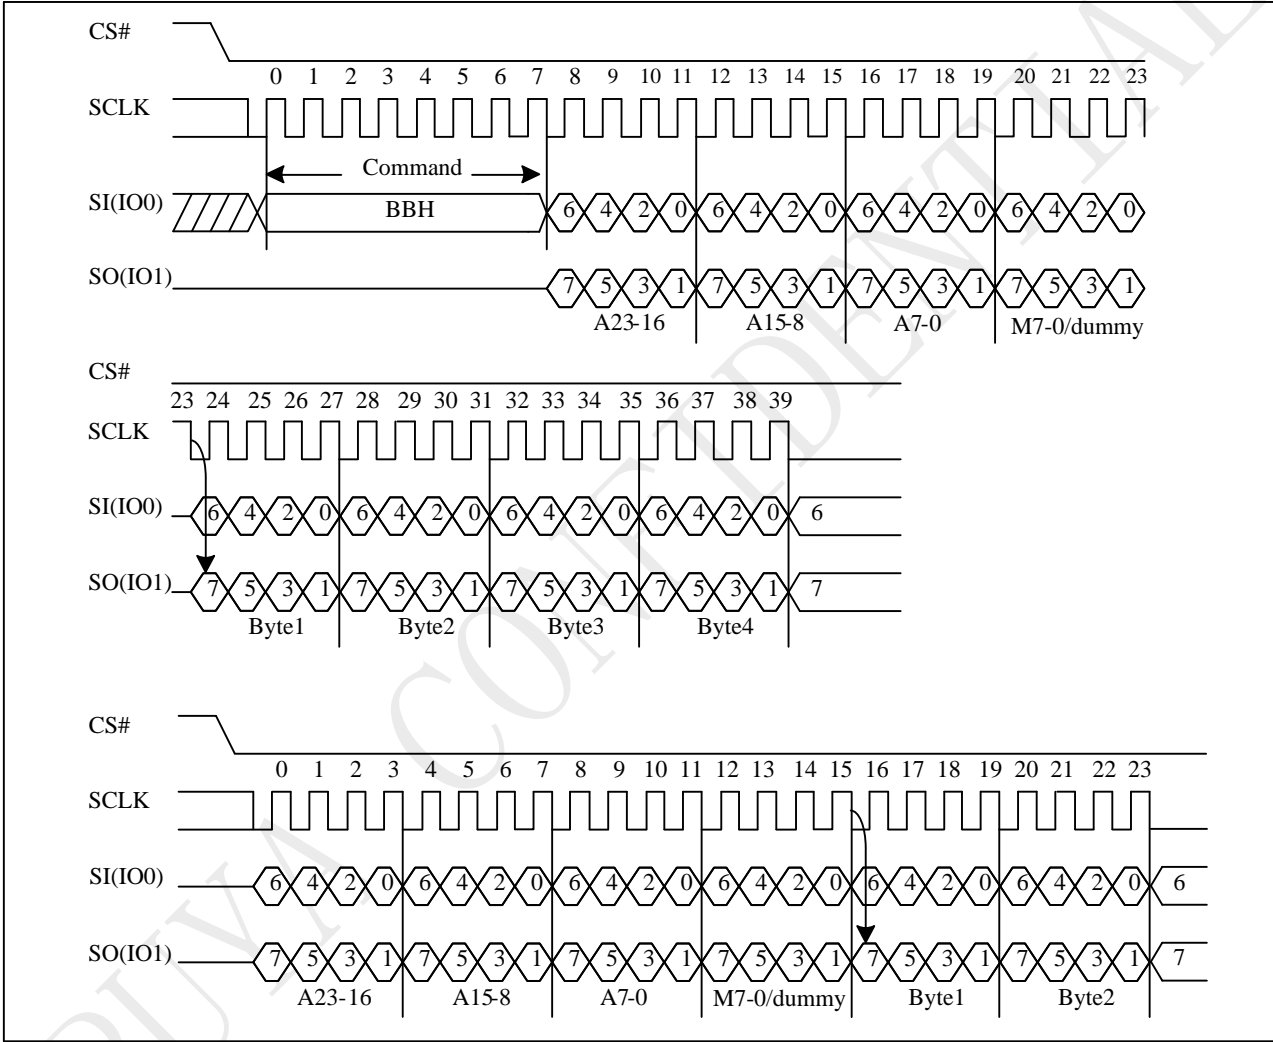 CS#
0 1 2 3 4 5 6 7 8 9 10 11 12 13 14 15 16 17 18 19 20 21 22 23
SCLK
Command
SI(IO0) BBH 6 4 2 0 6 4 2 0 6 4 2 0 6 4 2 0
SO(IO1) 7 5 3 1 7 5 3 1 7 5 3 1 7 5 3 1
A23-16 A15-8 A7-0 M7-0/dummy
CS#
23 24 25 26 27 28 29 30 31 32 33 34 35 36 37 38 39
SCLK
SI(IO0) 6 4 2 0 6 4 2 0 6 4 2 0 6 4 2 0 6
SO(IO1) 7 5 3 1 7 5 3 1 7 5 3 1 7 5 3 1 7
Byte1 Byte2 Byte3 Byte4
CS#
0 1 2 3 4 5 6 7 8 9 10 11 12 13 14 15 16 17 18 19 20 21 22 23
SCLK
SI(IO0) 6 4 2 0 6 4 2 0 6 4 2 0 6 4 2 0 6 4 2 0 6 4 2 0 6
SO(IO1) 7 5 3 1 7 5 3 1 7 5 3 1 7 5 3 1 7 5 3 1 7 5 3 1 7
A23-16 A15-8 A7-0 M7-0/dummy Byte1 Byte2
PUYA CONFIDENTIAL